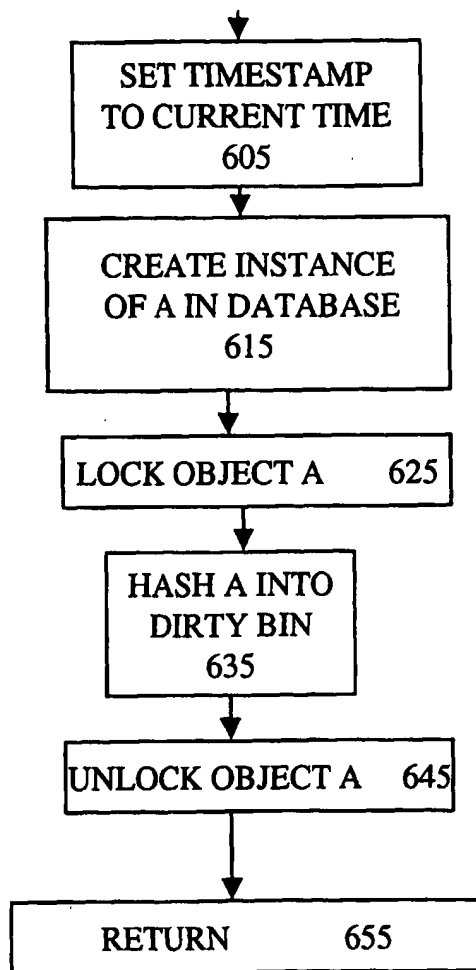 SET TIMESTAMP
TO CURRENT TIME
605
CREATE INSTANCE
OF A IN DATABASE
615
LOCK OBJECT A 625
HASH A INTO
DIRTY BIN
635
UNLOCK OBJECT A 645
RETURN 655